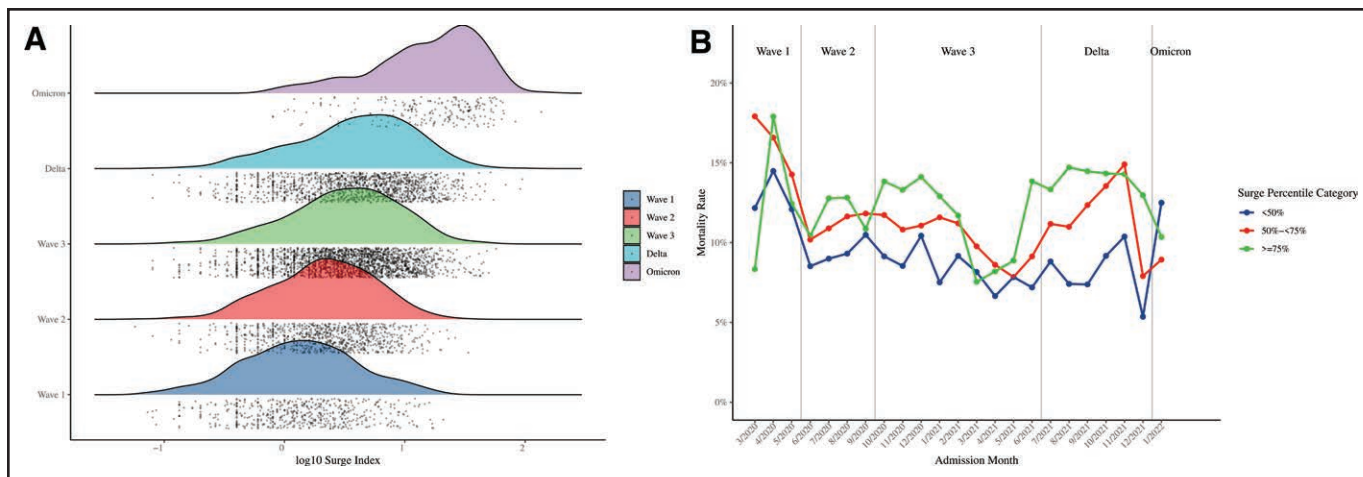 A
Omicron
Delta
Wave 3
Wave 2
Wave 1
−1
0
1
2
log10 Surge Index
Wave 1
Wave 2
Wave 3
Delta
Omicron
B
Wave 1
Wave 2
Wave 3
Delta
Omicron
20%
15%
10%
5%
0%
Mortality Rate
3/2020
4/2020
5/2020
6/2020
7/2020
8/2020
9/2020
10/2020
11/2020
12/2020
1/2021
2/2021
3/2021
4/2021
5/2021
6/2021
7/2021
8/2021
9/2021
10/2021
11/2021
12/2021
1/2022
Admission Month
Surge Percentile Category
<50%
50%−<75%
>=75%